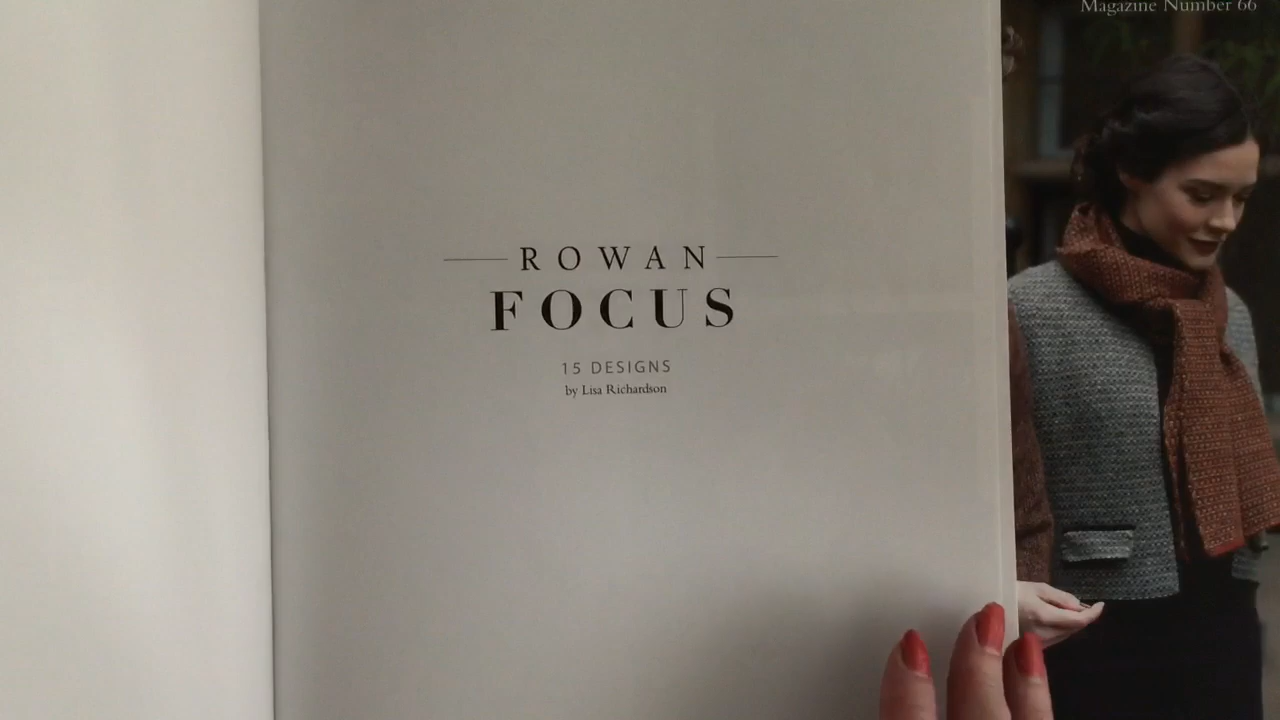 Magazine Number 66
ROWAN
FOCUS
15 DESIGNS
by Lisa Richardson